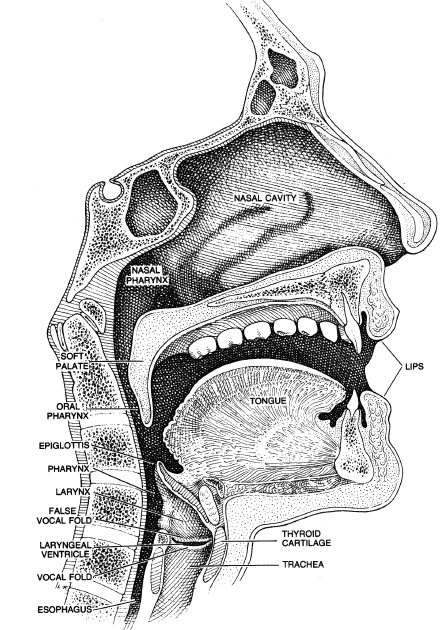 NASAL CAVITY
NASAL
PHARYNX
SOFT
PALATE
LIPS
TONGUE
ORAL
PHARYNX
EPIGLOTTIS
PHARYNX
LARYNX
FALSE
VOCAL FOLD
LARYNGEAL
VENTRICLE
THYROID
CARTILAGE
TRACHEA
VOCAL FOLD
ESOPHAGUS